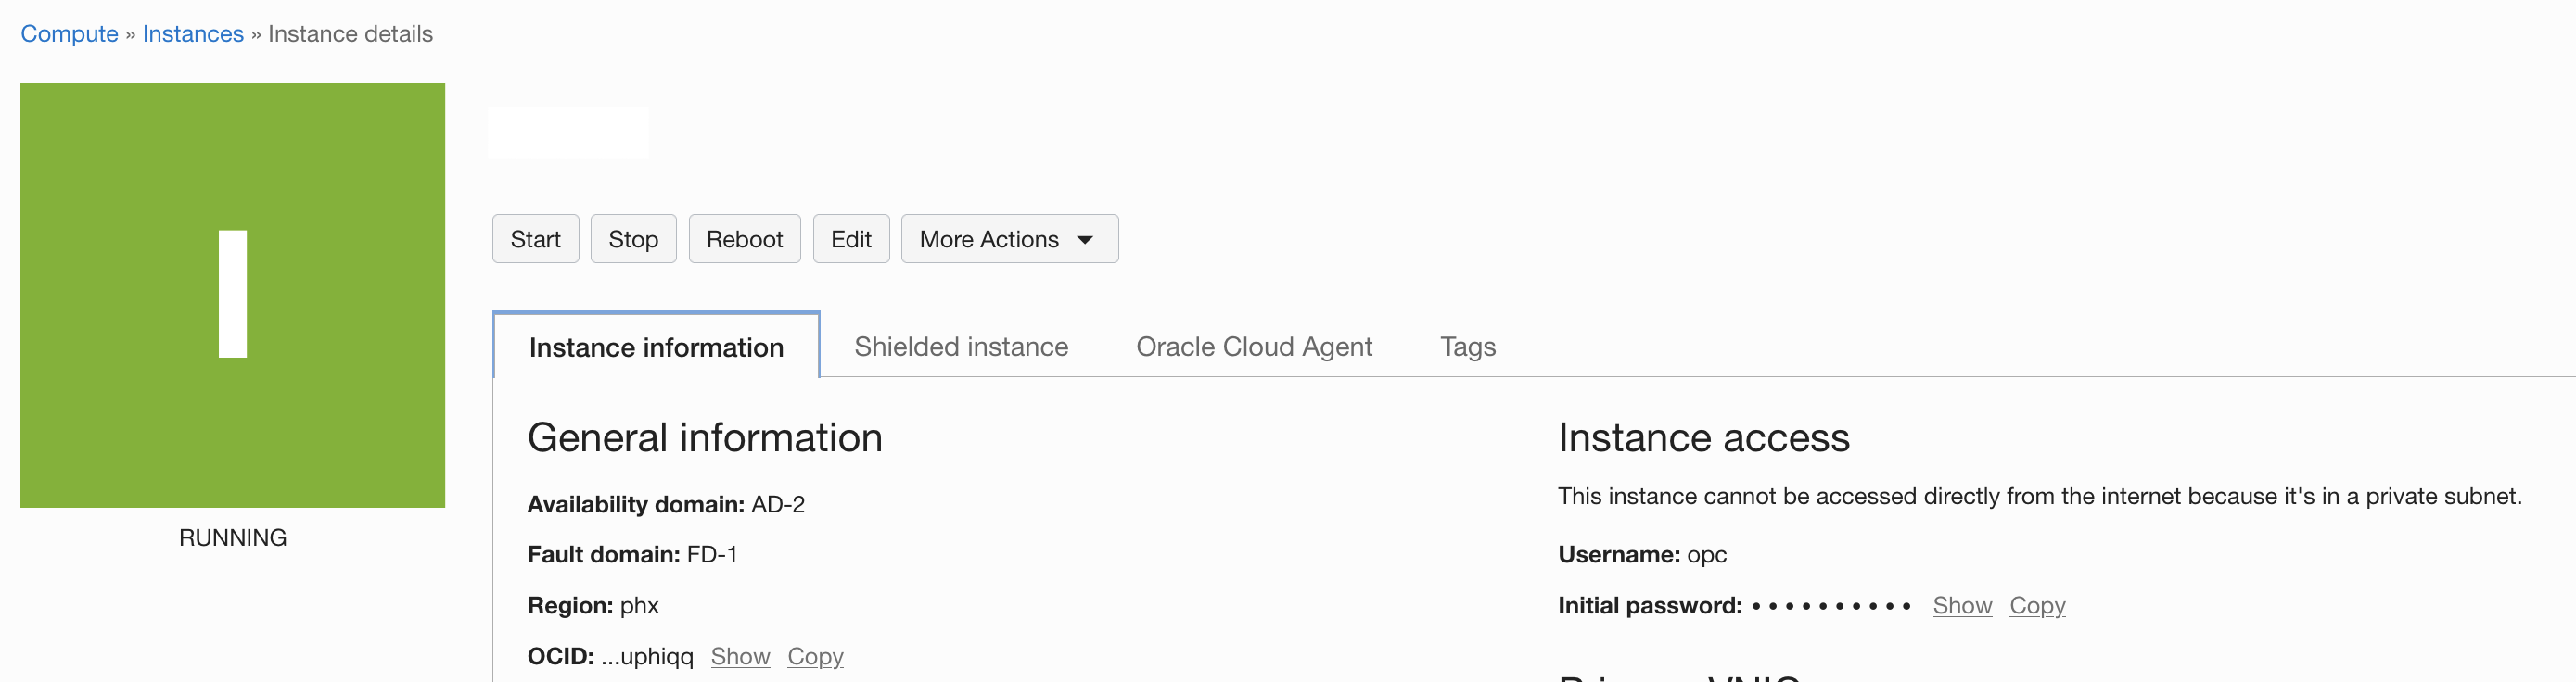 Compute » Instances » Instance details
I
RUNNING
Start Stop Reboot Edit More Actions
Instance information Shielded instance Oracle Cloud Agent Tags
General information
Availability domain: AD-2
Fault domain: FD-1
Region: phx
OCID: ...uphiqq Show Copy
Instance access
This instance cannot be accessed directly from the internet because it's in a private subnet.
Username: opc
Initial password: •••••••••• Show Copy